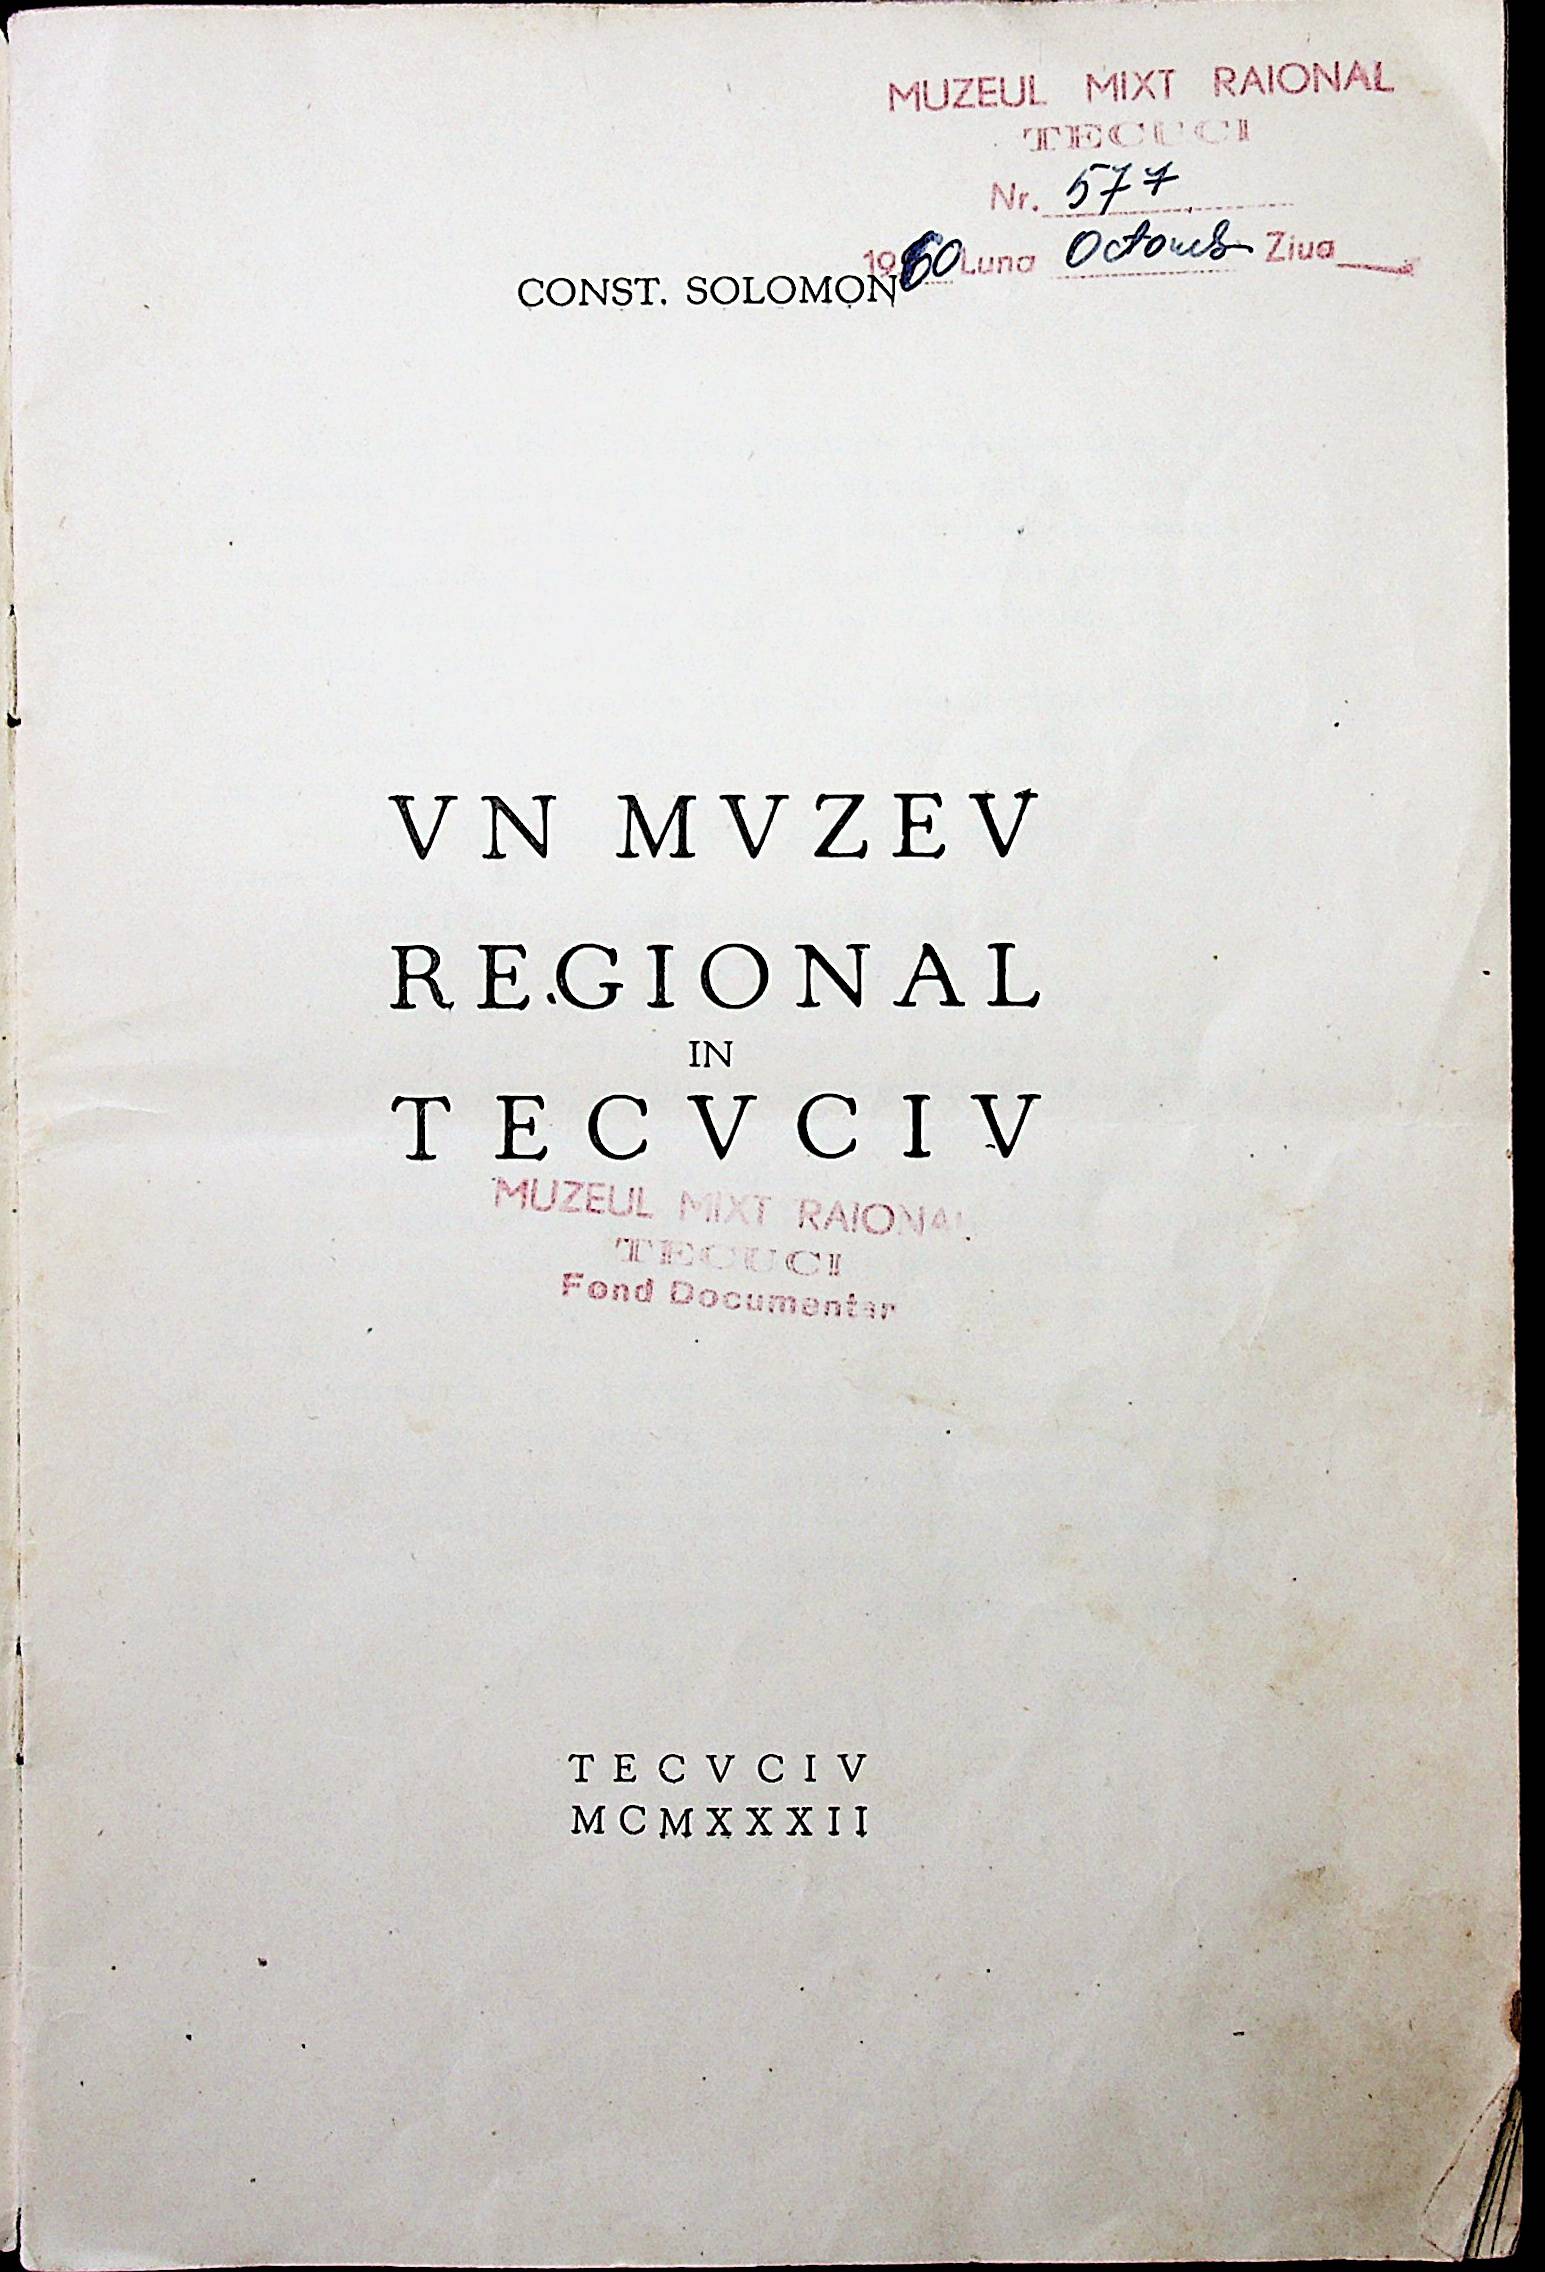 MUZEUL MIXT RAIONAL
TECUCI
Nr. 577
1960 Luna Octombr Ziua
CONST. SOLOMON
VN MVZEV
REGIONAL
IN
TECVCIV
MUZEUL MIXT RAIONAL
TECUCI
Fond Documentar
TECVCIV
MCMXXXII